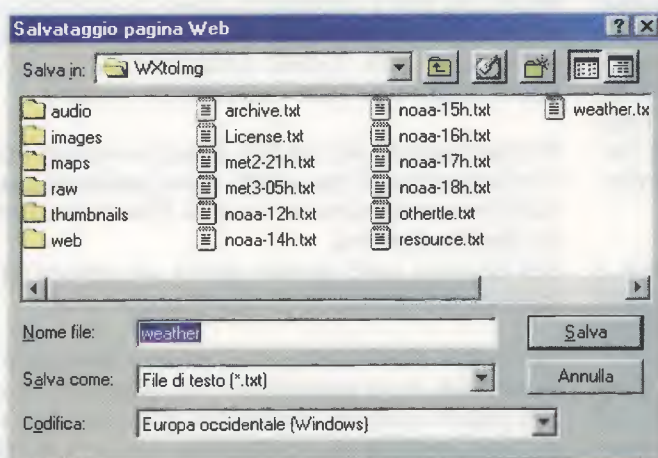 Salvataggio pagina Web
Salva in: WXtoImg
audio
images
maps
raw
thumbnails
web
archive.txt
License.txt
met2-21h.txt
met3-05h.txt
noaa-12h.txt
noaa-14h.txt
noaa-15h.txt
noaa-16h.txt
noaa-17h.txt
noaa-18h.txt
othertle.txt
resource.txt
weather.tx
Nome file: weather Salva
Salva come: File di testo (*.txt) Annulla
Codifica: Europa occidentale (Windows)